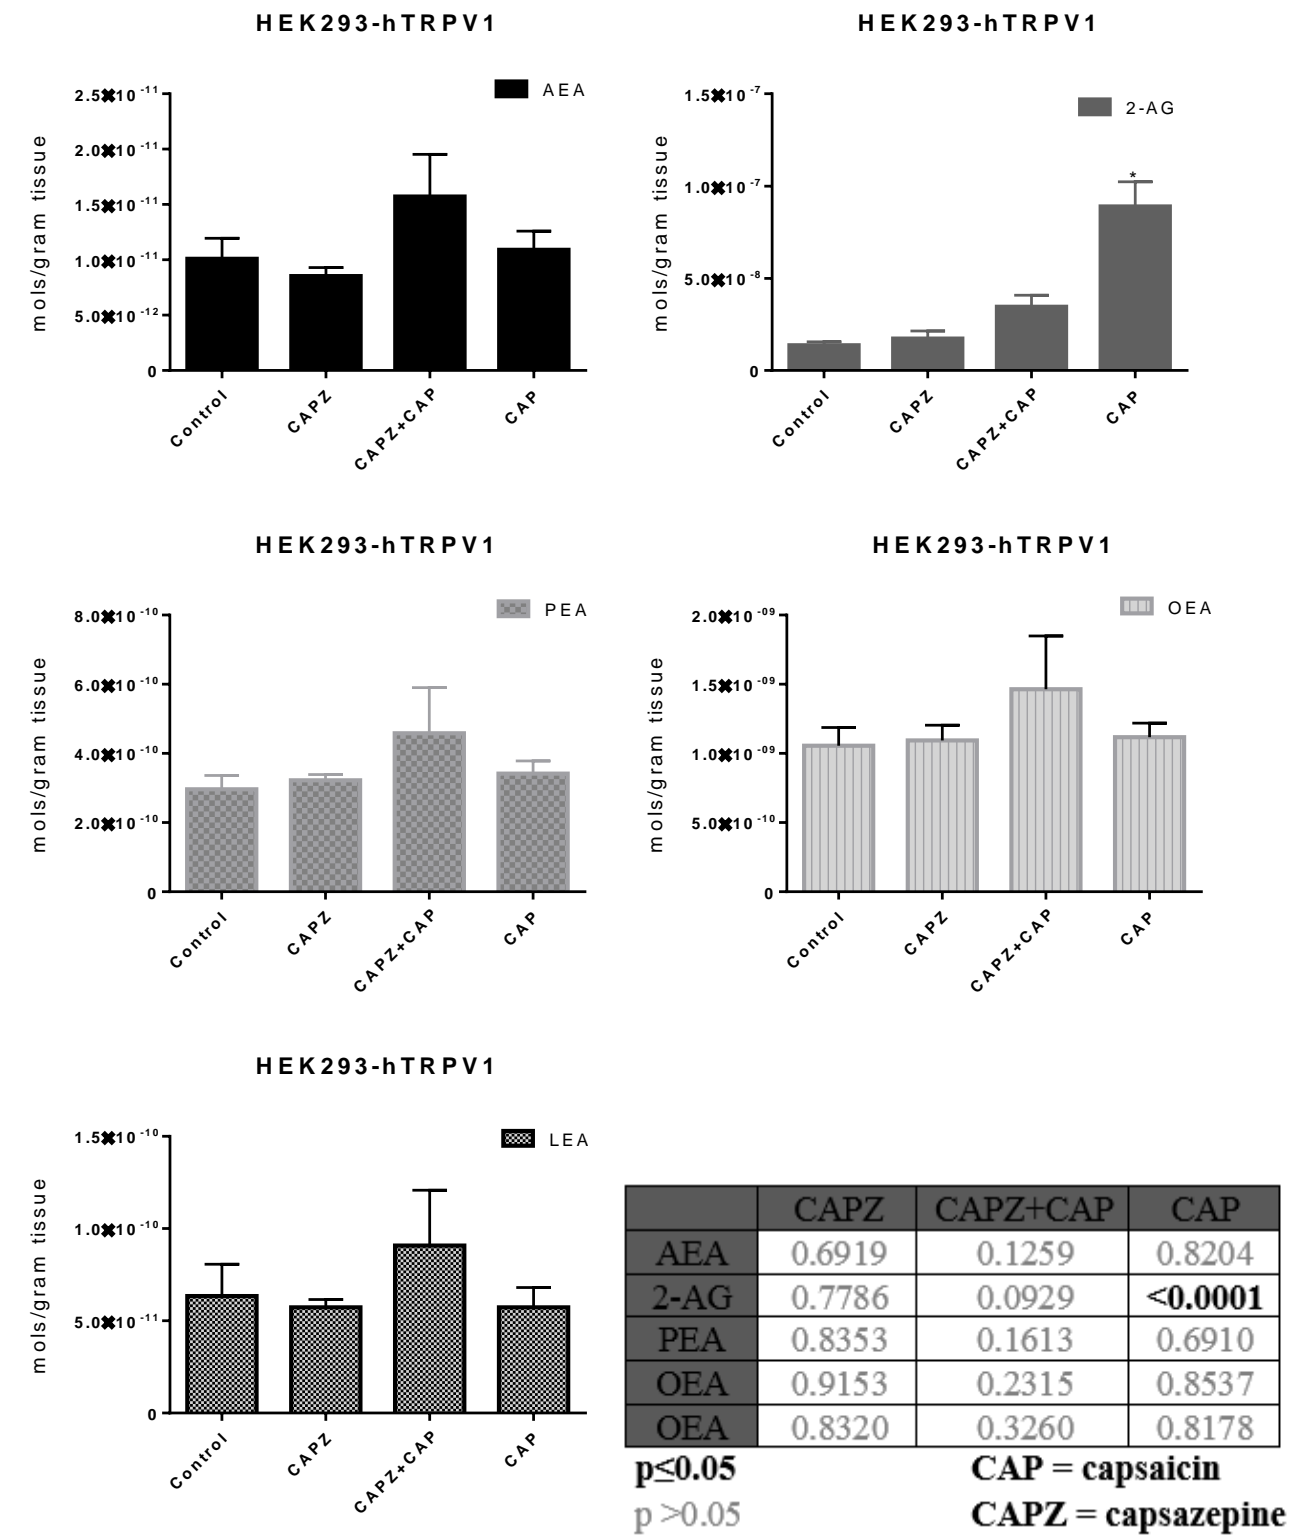 HEK293-hTRPV1
AEA
mols/gram tissue
2.5✖10-11
2.0✖10-11
1.5✖10-11
1.0✖10-11
5.0✖10-12
0
Control
CAPZ
CAPZ+CAP
CAP
HEK293-hTRPV1
2-AG
mols/gram tissue
1.5✖10-7
1.0✖10-7
5.0✖10-8
0
*
Control
CAPZ
CAPZ+CAP
CAP
HEK293-hTRPV1
PEA
mols/gram tissue
8.0✖10-10
6.0✖10-10
4.0✖10-10
2.0✖10-10
0
Control
CAPZ
CAPZ+CAP
CAP
HEK293-hTRPV1
OEA
mols/gram tissue
2.0✖10-09
1.5✖10-09
1.0✖10-09
5.0✖10-10
0
Control
CAPZ
CAPZ+CAP
CAP
HEK293-hTRPV1
LEA
mols/gram tissue
1.5✖10-10
1.0✖10-10
5.0✖10-11
0
Control
CAPZ
CAPZ+CAP
CAP
CAPZ CAPZ+CAP CAP
AEA 0.6919 0.1259 0.8204
2-AG 0.7786 0.0929 <0.0001
PEA 0.8353 0.1613 0.6910
OEA 0.9153 0.2315 0.8537
OEA 0.8320 0.3260 0.8178
p≤0.05 CAP = capsaicin
p >0.05 CAPZ = capsazepine